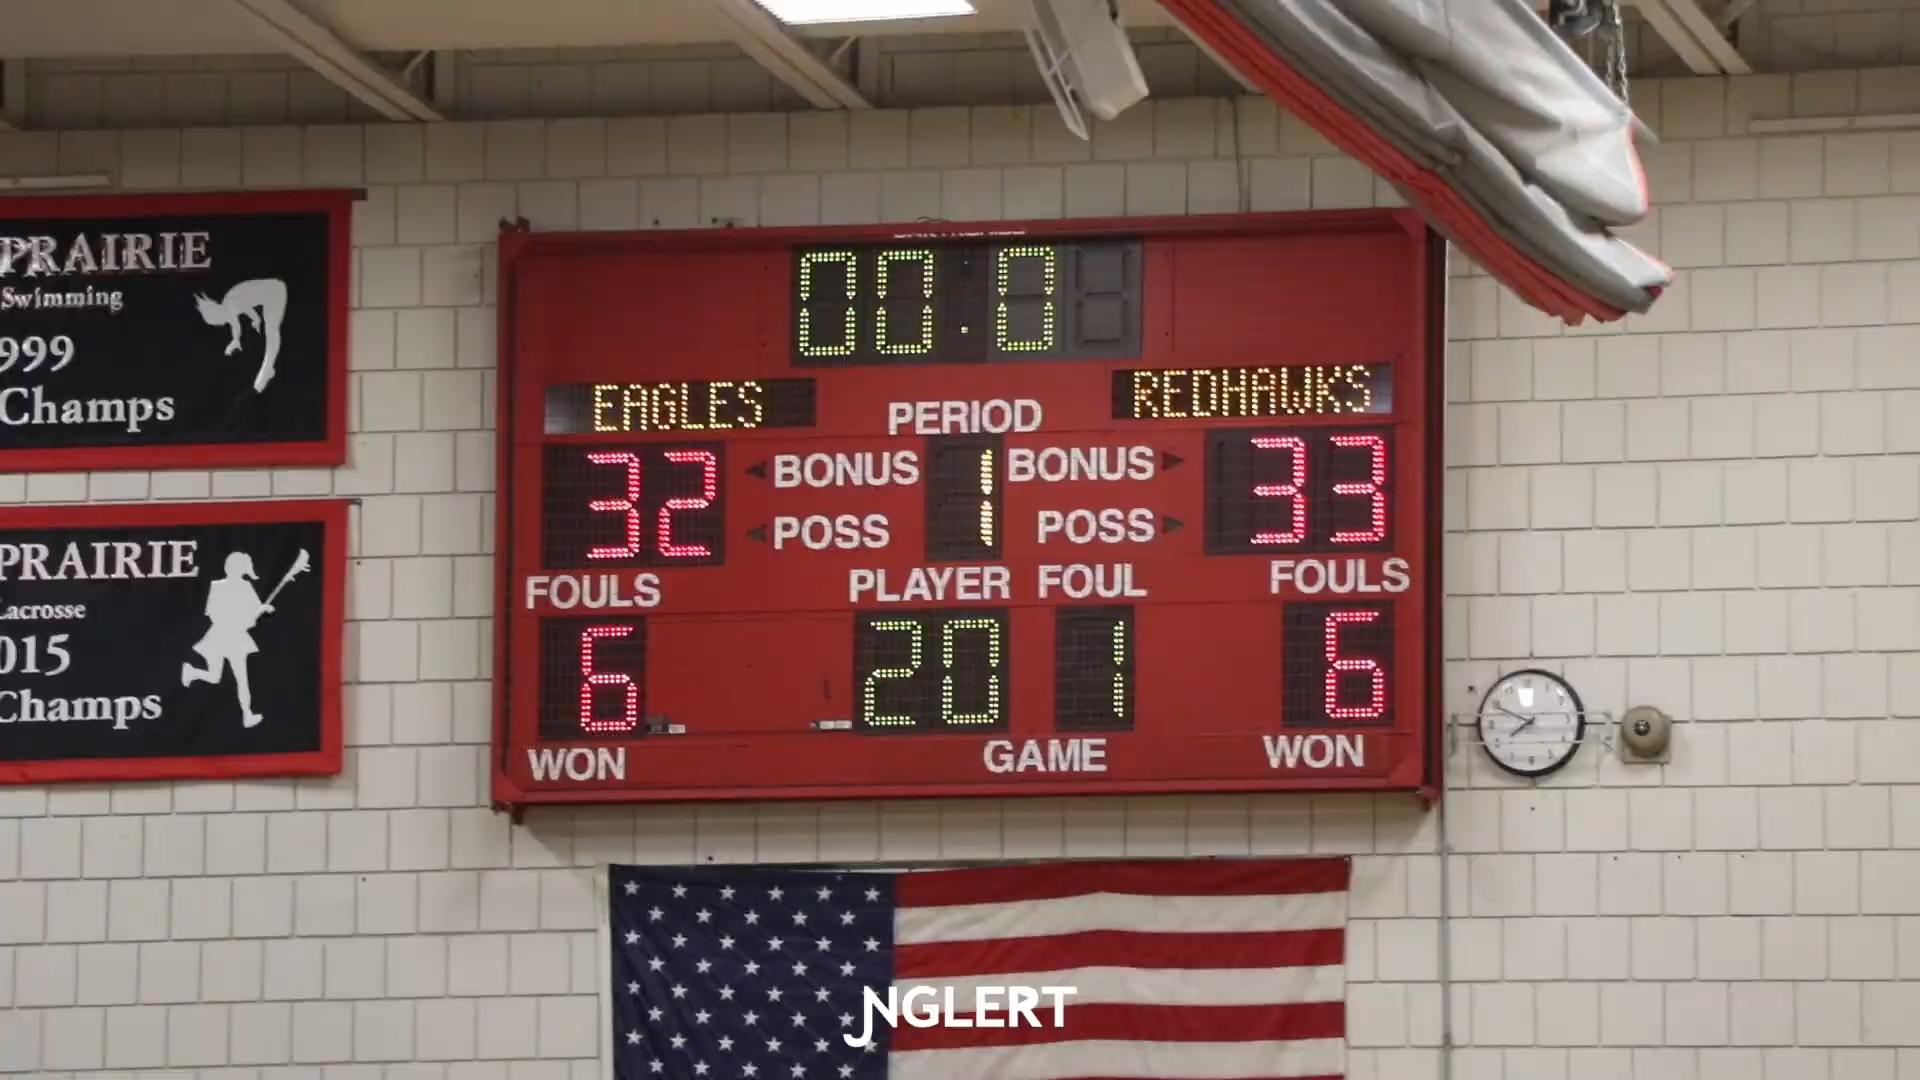 PRAIRIE
Swimming
999
Champs
PRAIRIE
Lacrosse
015
Champs
00.0
EAGLES
PERIOD
REDHAWKS
32
BONUS
1
BONUS
33
POSS
POSS
FOULS
PLAYER
FOUL
FOULS
6
20
1
6
WON
GAME
WON
JNGLERT